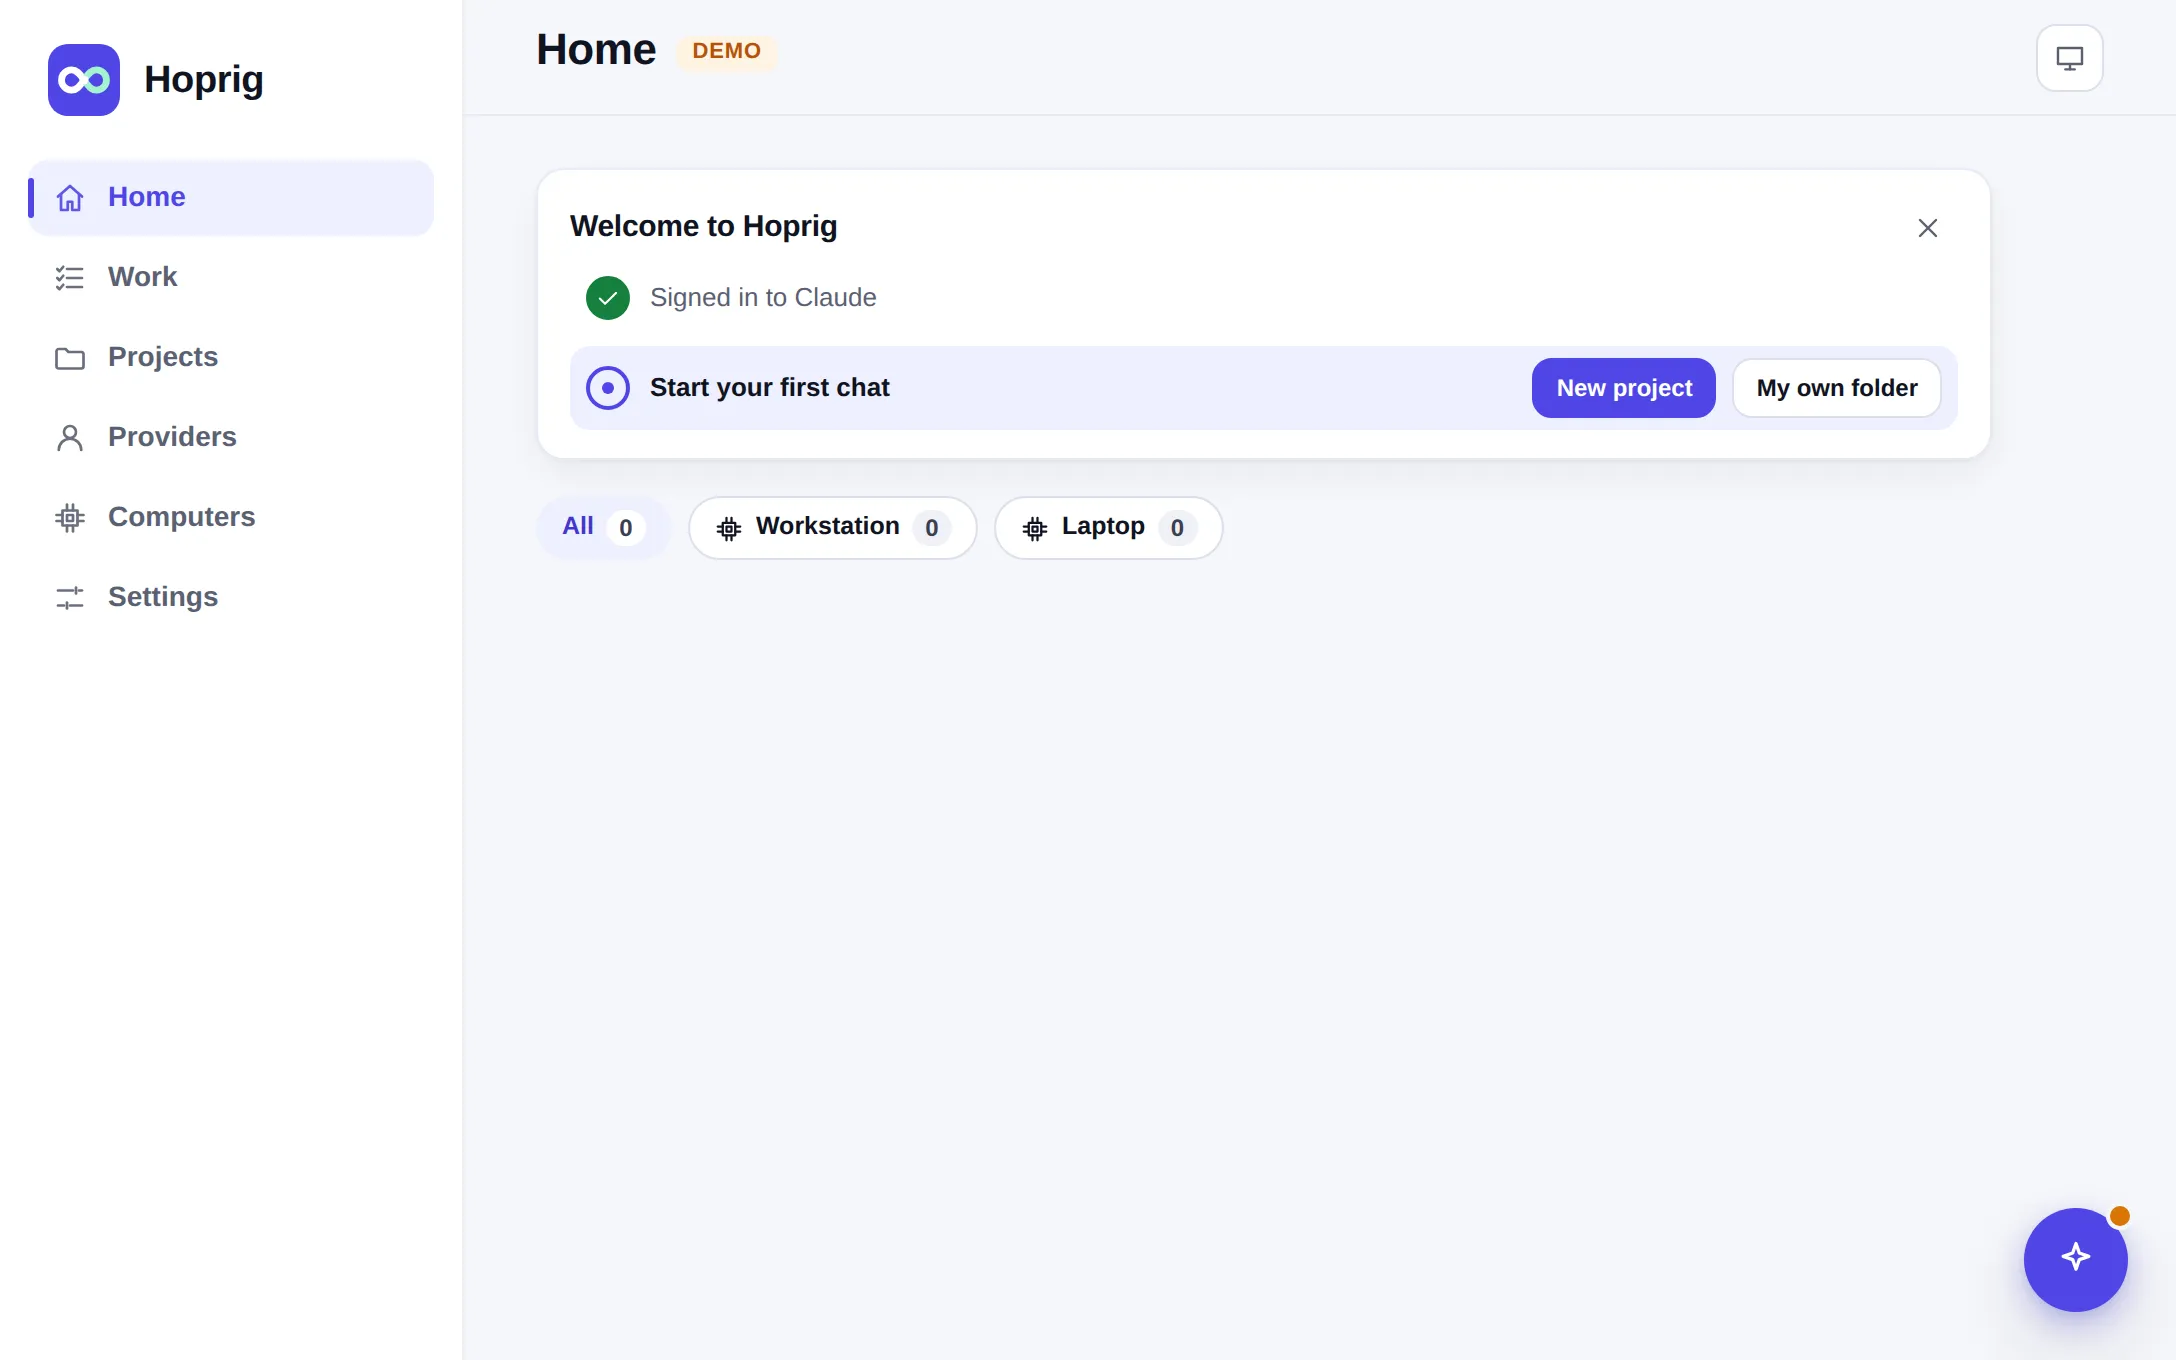 Hoprig
Home
Work
Projects
Providers
Computers
Settings
Home DEMO
Welcome to Hoprig
Signed in to Claude
Start your first chat New project My own folder
All 0 Workstation 0 Laptop 0